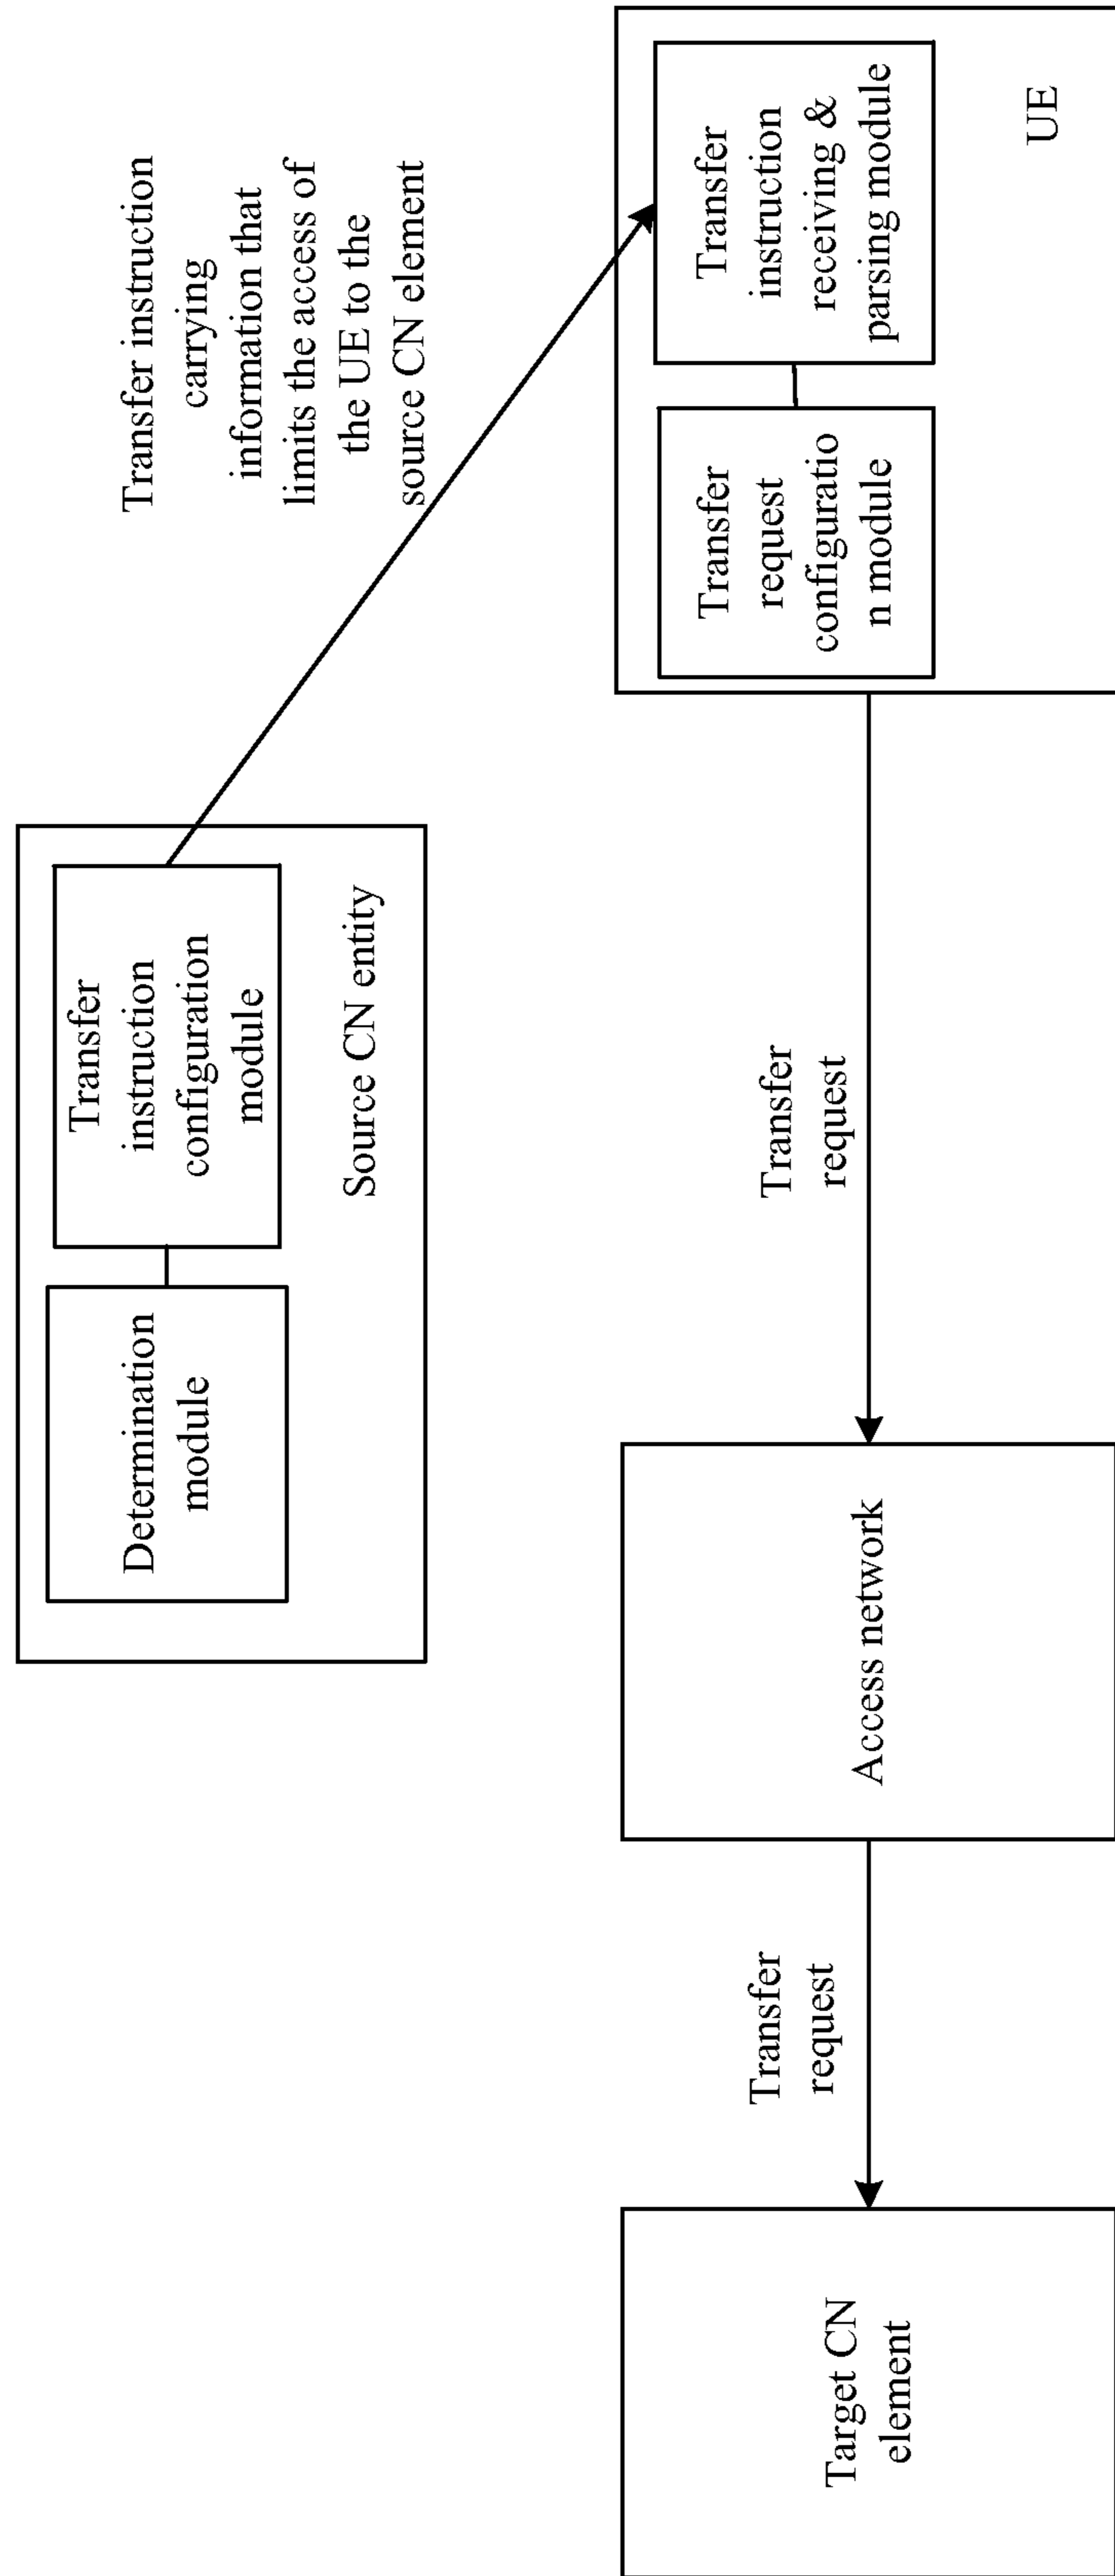 Determination
module
Transfer
instruction
configuration
module
Source CN entity
Transfer instruction
carrying
information that
limits the access of
the UE to the
source CN element
Target CN
element
Transfer
request
Access network
Transfer
request
Transfer
request
configuratio
n module
Transfer
instruction
receiving &
parsing module
UE